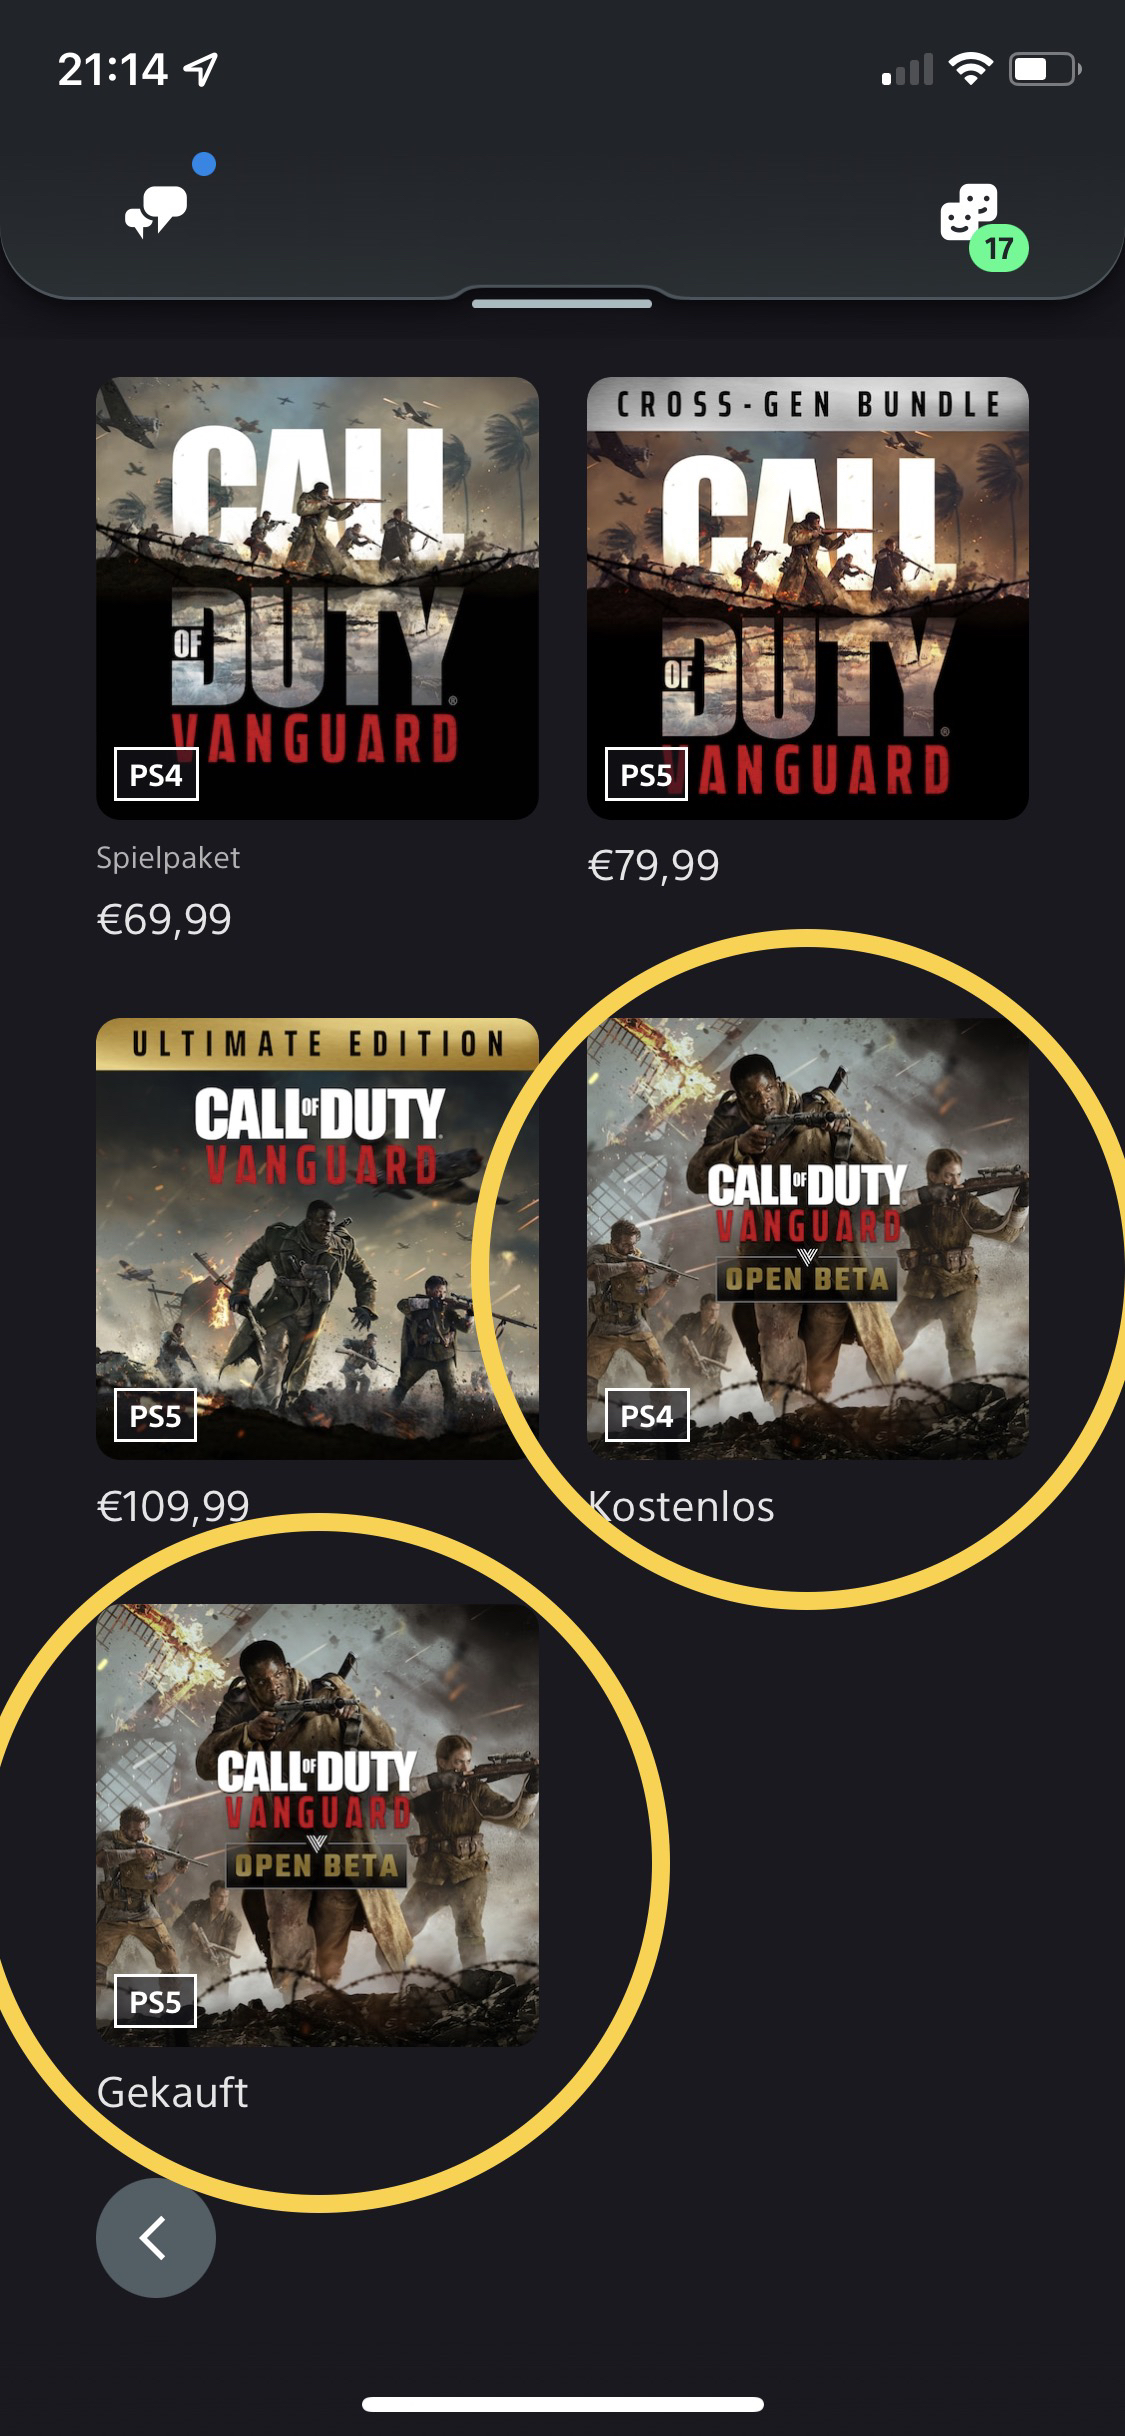 21:14
17
CALL
OF DUTY
VANGUARD
PS4
Spielpaket
€69,99
CROSS-GEN BUNDLE
CALL
OF DUTY
VANGUARD
PS5
€79,99
ULTIMATE EDITION
CALL OF DUTY
VANGUARD
PS5
€109,99
CALL OF DUTY
VANGUARD
OPEN BETA
PS4
Kostenlos
CALL OF DUTY
VANGUARD
OPEN BETA
PS5
Gekauft